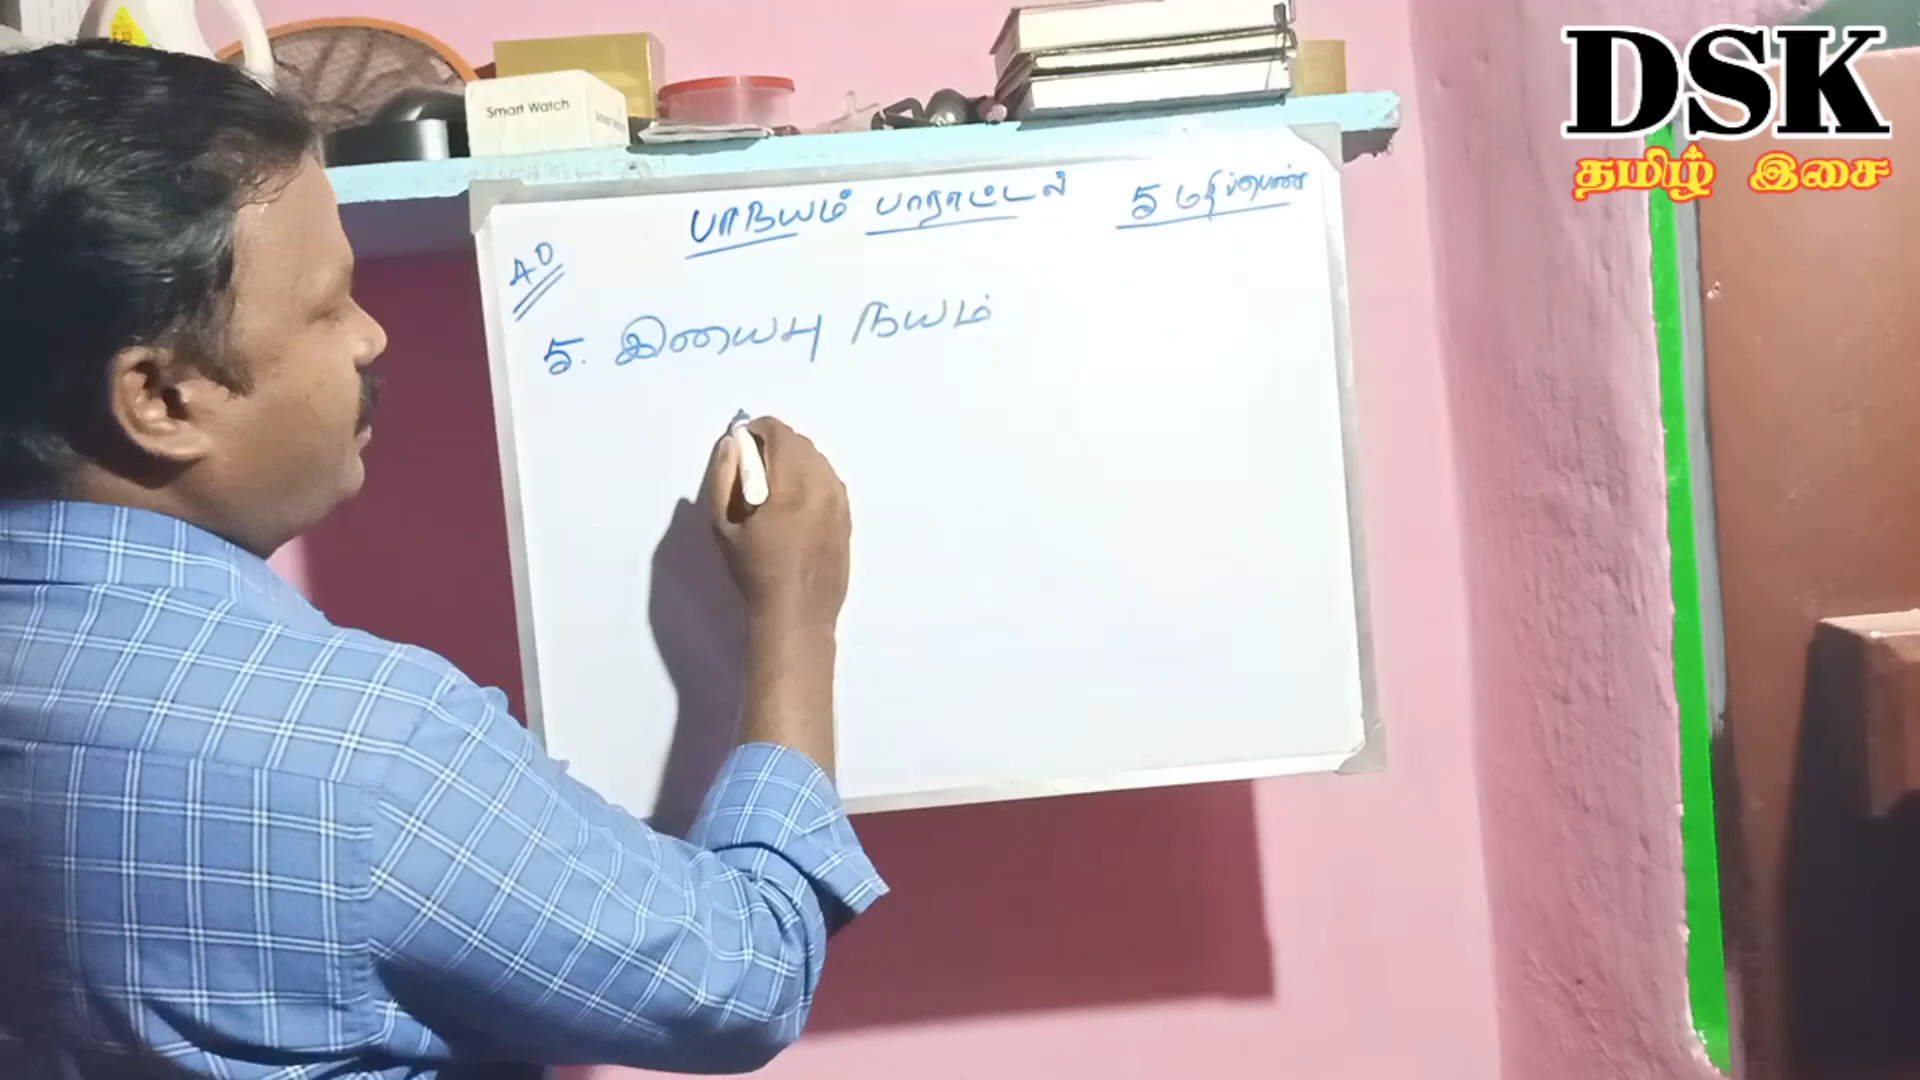 DSK
தமிழ் இசை
Smart Watch
பாநயம் பாராட்டல் 5 மதிப்பெண்
40
5. இயைபு நயம்